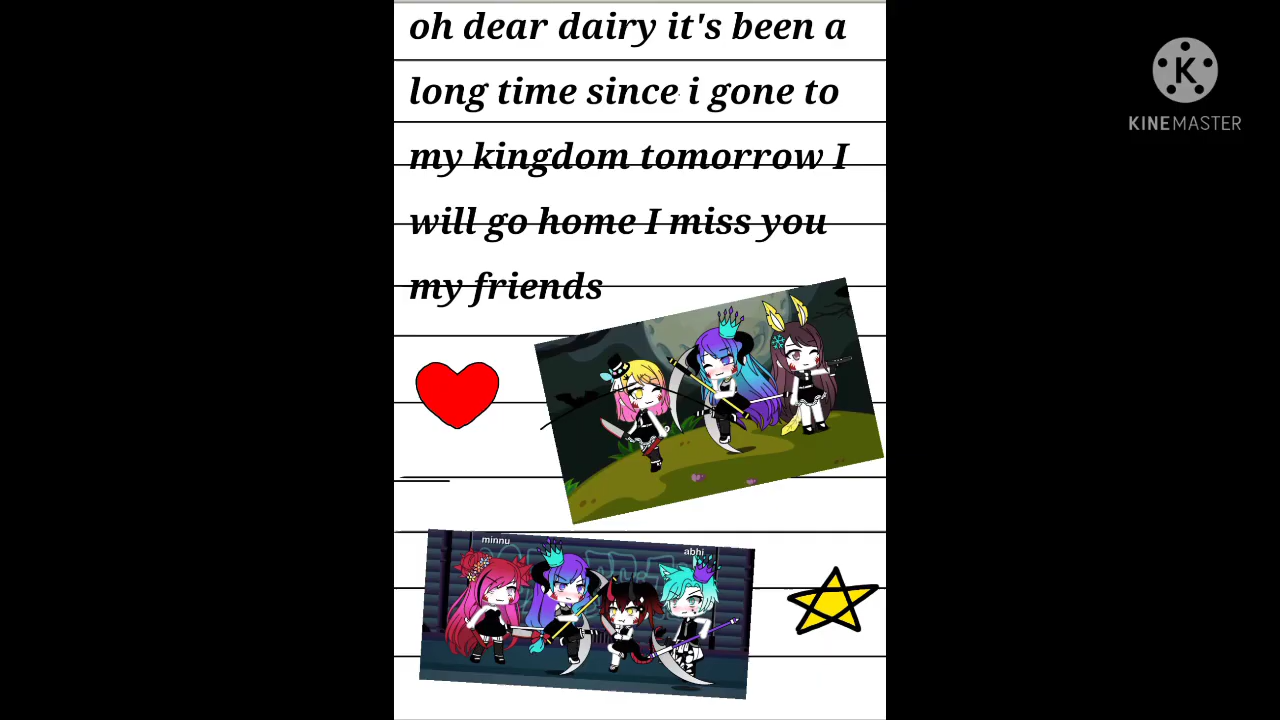 oh dear dairy it's been a
long time since i gone to
my kingdom tomorrow I
will go home I miss you
my friends
minnu
abhi
K
KINEMASTER